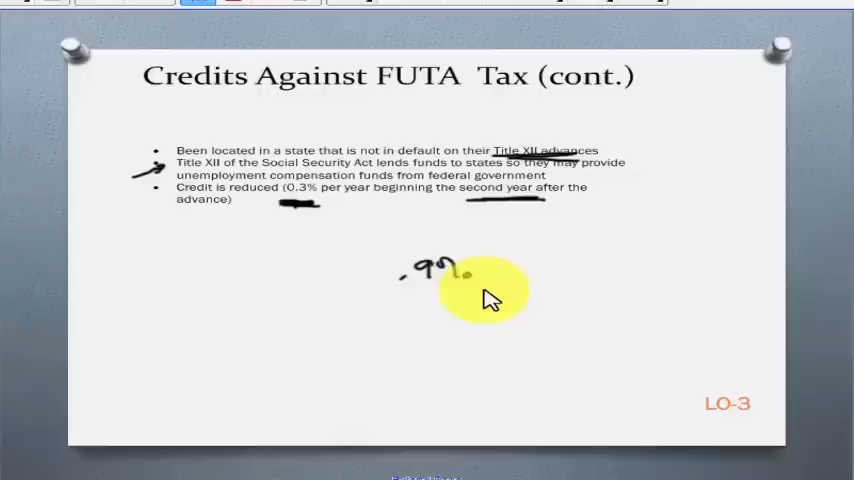 Credits Against FUTA Tax (cont.)
• Been located in a state that is not in default on their Title XII advances
• Title XII of the Social Security Act lends funds to states so they may provide
unemployment compensation funds from federal government
• Credit is reduced (0.3% per year beginning the second year after the
advance)
.9%
LO-3